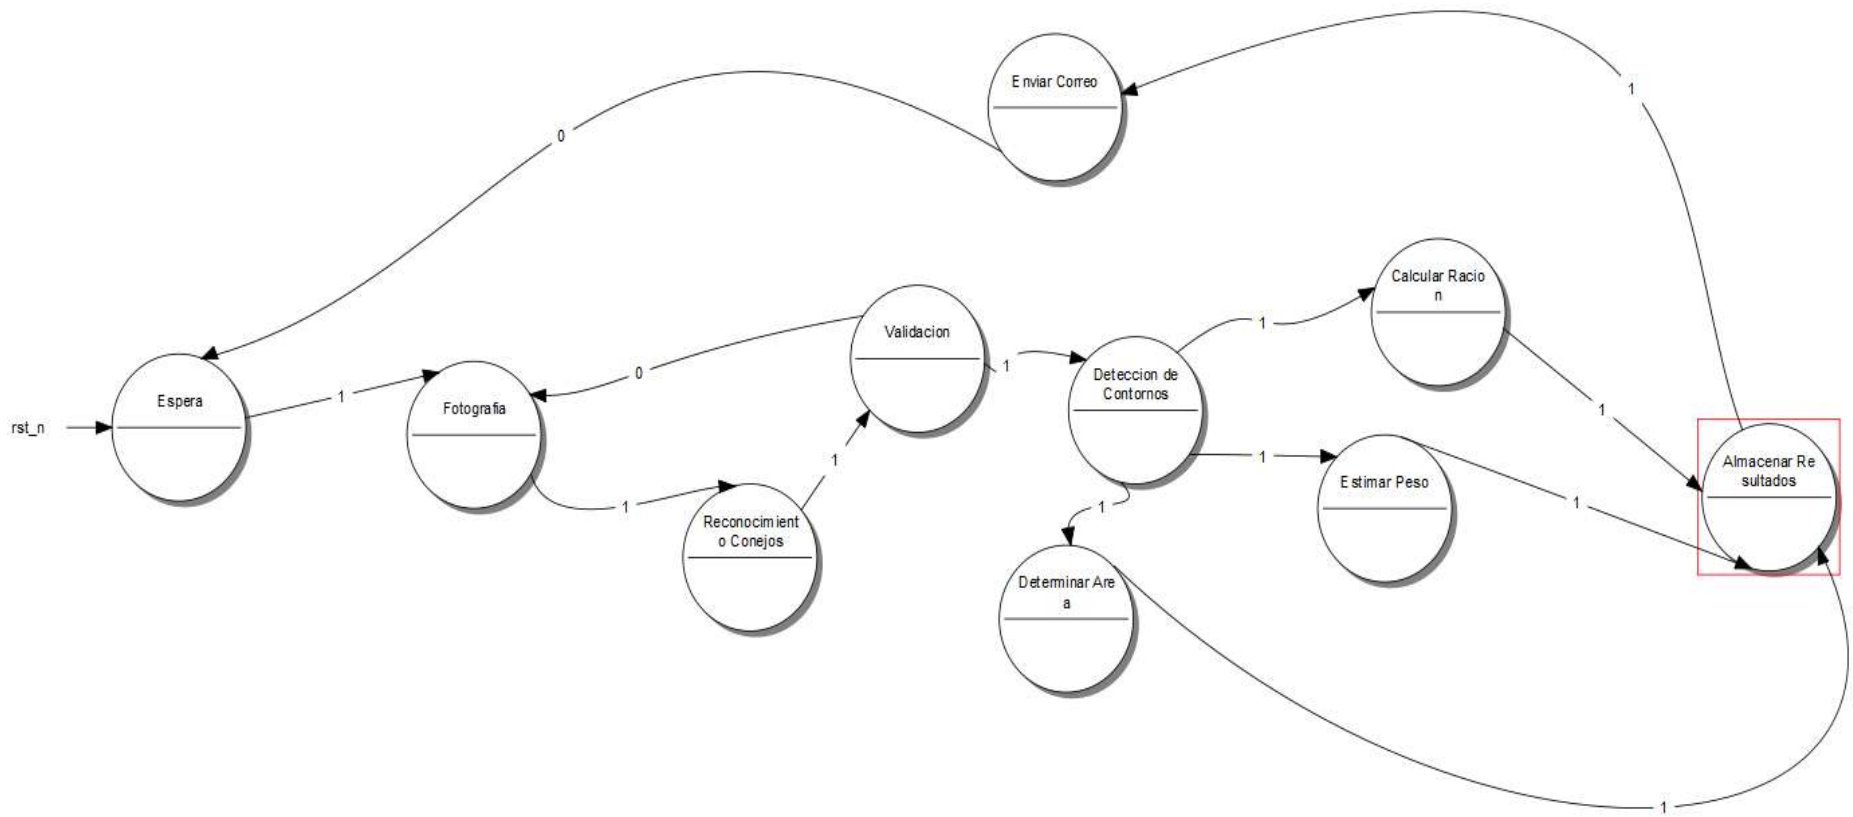 Enviar Correo
1
0
Calcular Racio
n
1
Validacion
1
0
Deteccion de
Contornos
Espera
1
Fotografia
rst_n
1
1
1
Estimar Peso
1
Almacenar Re
sultados
Reconocimient
o Conejos
1
1
Determinar Are
a
1